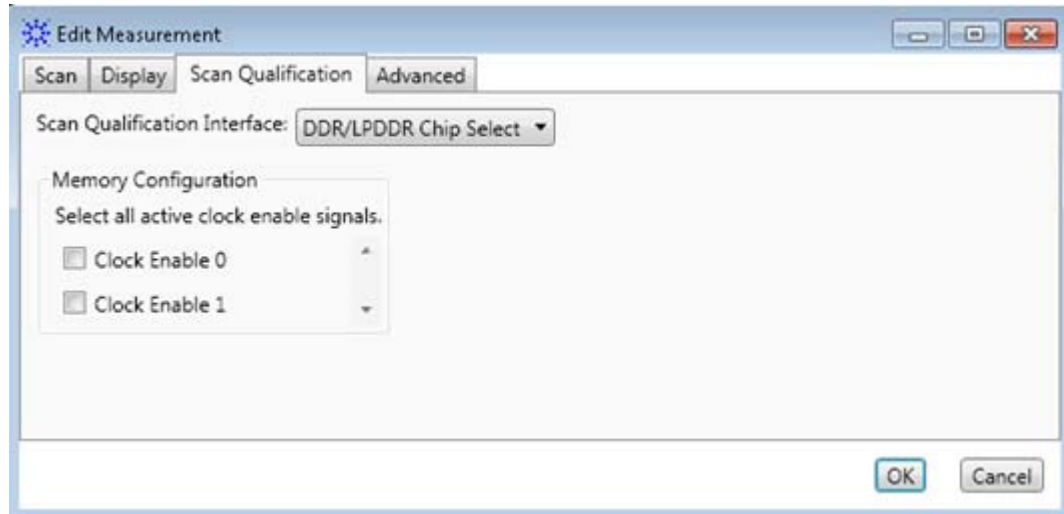 Edit Measurement
Scan Display Scan Qualification Advanced
Scan Qualification Interface: DDR/LPDDR Chip Select
Memory Configuration
Select all active clock enable signals.
Clock Enable 0
Clock Enable 1
OK Cancel